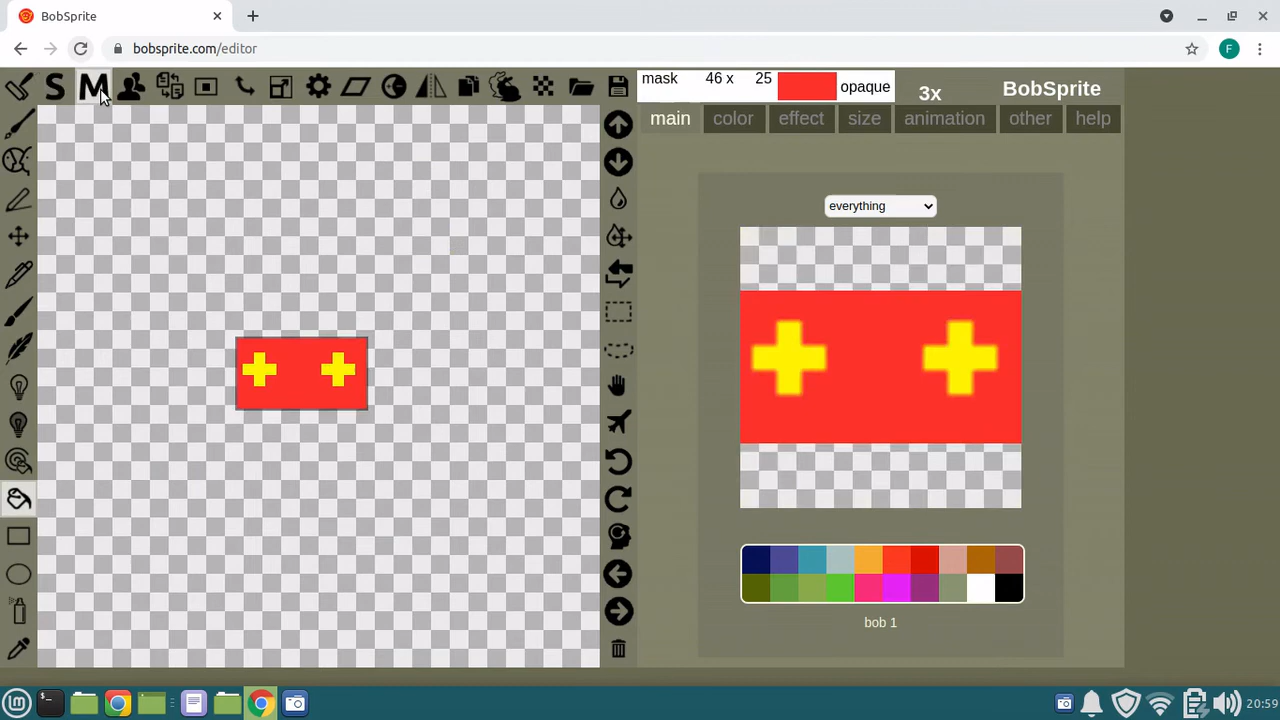 BobSprite
bobsprite.com/editor
F
S M
mask 46 x 25 opaque
3x
BobSprite
main color effect size animation other help
everything
bob 1
20:59